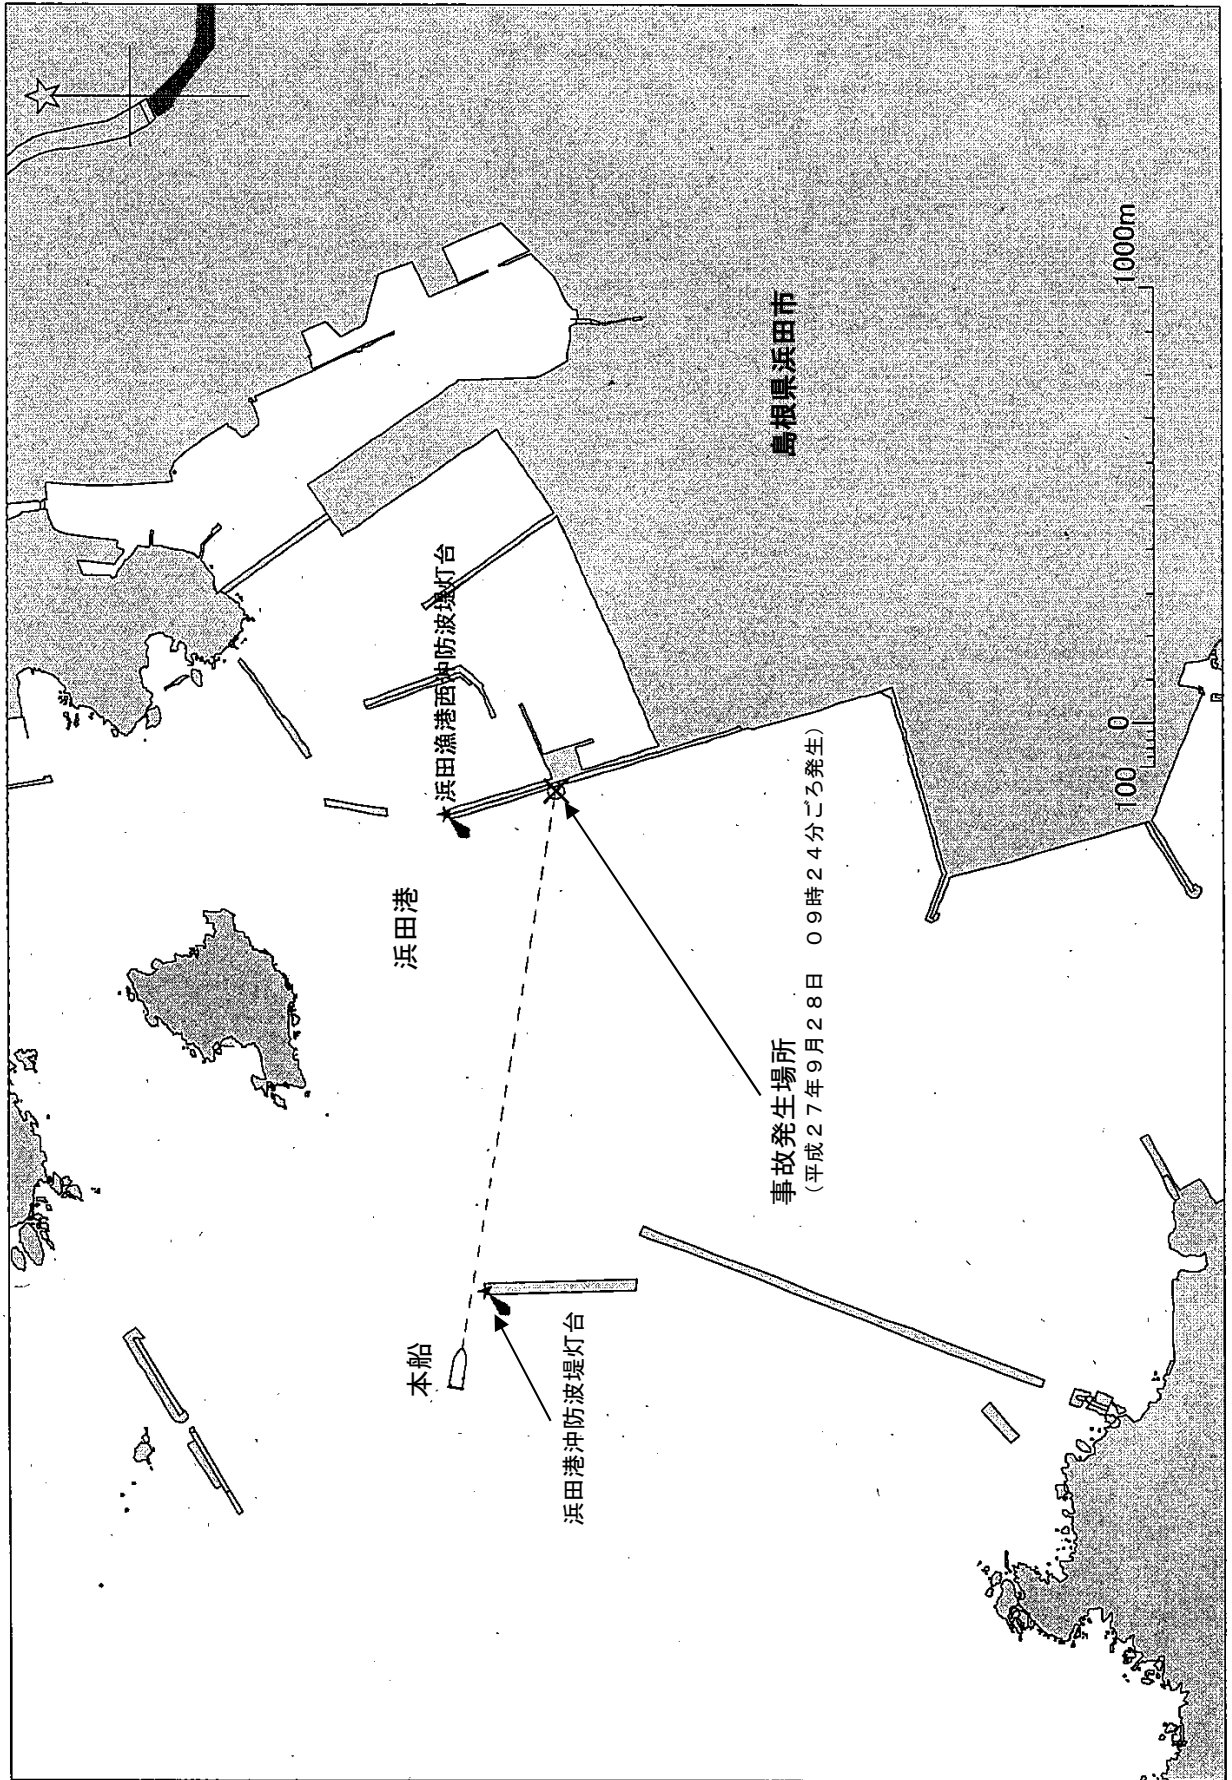 島根県浜田市
浜田漁港西沖防波堤灯台
浜田港
本船
浜田港沖防波堤灯台
事故発生場所
(平成27年9月28日 09時24分ごろ発生)
100 0 1000m